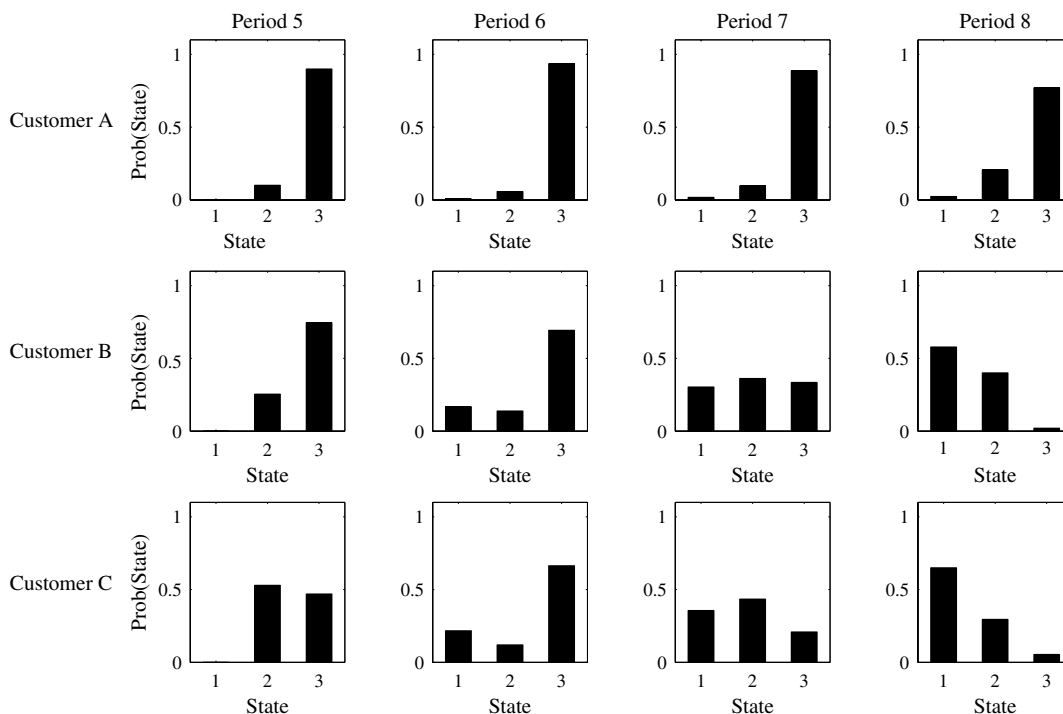 Period 5 Period 6 Period 7 Period 8
Customer A
Prob(State)
1 1 1 1
0.5 0.5 0.5 0.5
0 0 0 0
1 2 3 1 2 3 1 2 3 1 2 3
State State State State
Customer B
Prob(State)
1 1 1 1
0.5 0.5 0.5 0.5
0 0 0 0
1 2 3 1 2 3 1 2 3 1 2 3
State State State State
Customer C
Prob(State)
1 1 1 1
0.5 0.5 0.5 0.5
0 0 0 0
1 2 3 1 2 3 1 2 3 1 2 3
State State State State